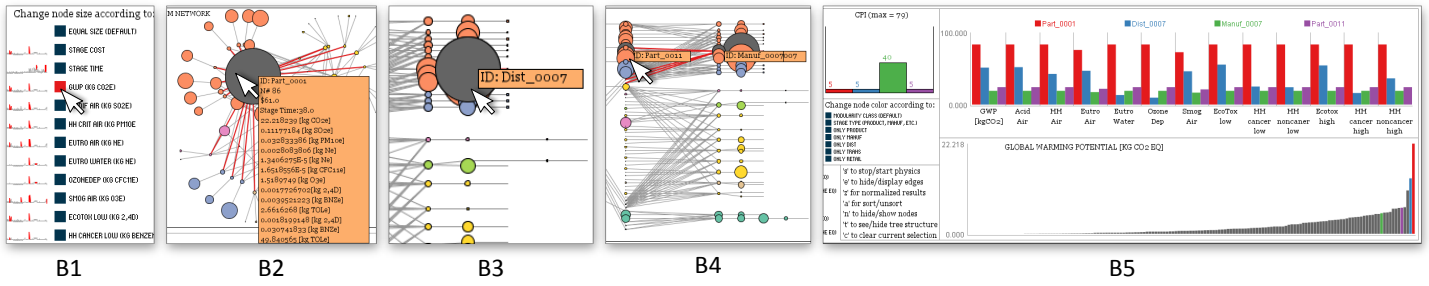 Change node size according to:
EQUAL SIZE (DEFAULT)
STAGE COST
STAGE TIME
GWP (KG CO2E)
AIR (KG SO2E)
HH CRIT AIR (KG PM10E
EUTRO AIR (KG NE)
EUTRO WATER (KG NE)
OZONEDEP (KG CFC11E)
SMOG AIR (KG O3E)
ECOTOX LOW (KG 2,4D)
HH CANCER LOW (KG BENZEN
B1
M NETWORK
ID: Part_0001
N# 86
$61.0
Stage Time:38.0
22.218239 [kg CO2e]
0.11177184 [kg SO2e]
0.03283386 [kg PM10e]
0.0028083806 [kg Ne]
1.3406275E-5 [kg Ne]
1.6518556E-5 [kg CFC11e]
1.5189749 [kg O3e]
0.0017726702[kg 2,4D]
0.0039521223 [kg BNZe]
2.6616268 [kg TOLe]
0.0018199148 [kg 2,4D]
0.030741833 [kg BNZe]
49.840565 [kg TOLe]
B2
ID: Dist_0007
B3
ID: Part_0011
ID: Manuf_0007007
B4
CPI (max = 79)
5
5
40
5
Change node color according to:
MODULARITY CLASS (DEFAULT)
STAGE TYPE (PRODUCT, MANUF, ETC.)
ONLY PRODUCT
ONLY MANUF
ONLY DIST
ONLY TRANS
ONLY RETAIL
's' to stop/start physics
'e' to hide/display edges
'z' for normalized results
'a' for sort/unsort
'n' to hide/show nodes
't' to see/hide tree structure
'c' to clear current selection
Part_0001
Dist_0007
Manuf_0007
Part_0011
100.000
0.000
GWP
[kgCO2]
Acid
Air
HH
Air
Eutro
Air
Eutro
Water
Ozone
Dep
Smog
Air
EcoTox
low
HH
cancer
low
HH
noncancer
low
Ecotox
high
HH
cancer
high
HH
noncancer
high
22.218
GLOBAL WARMING POTENTIAL [KG CO2 EQ]
0.000
B5